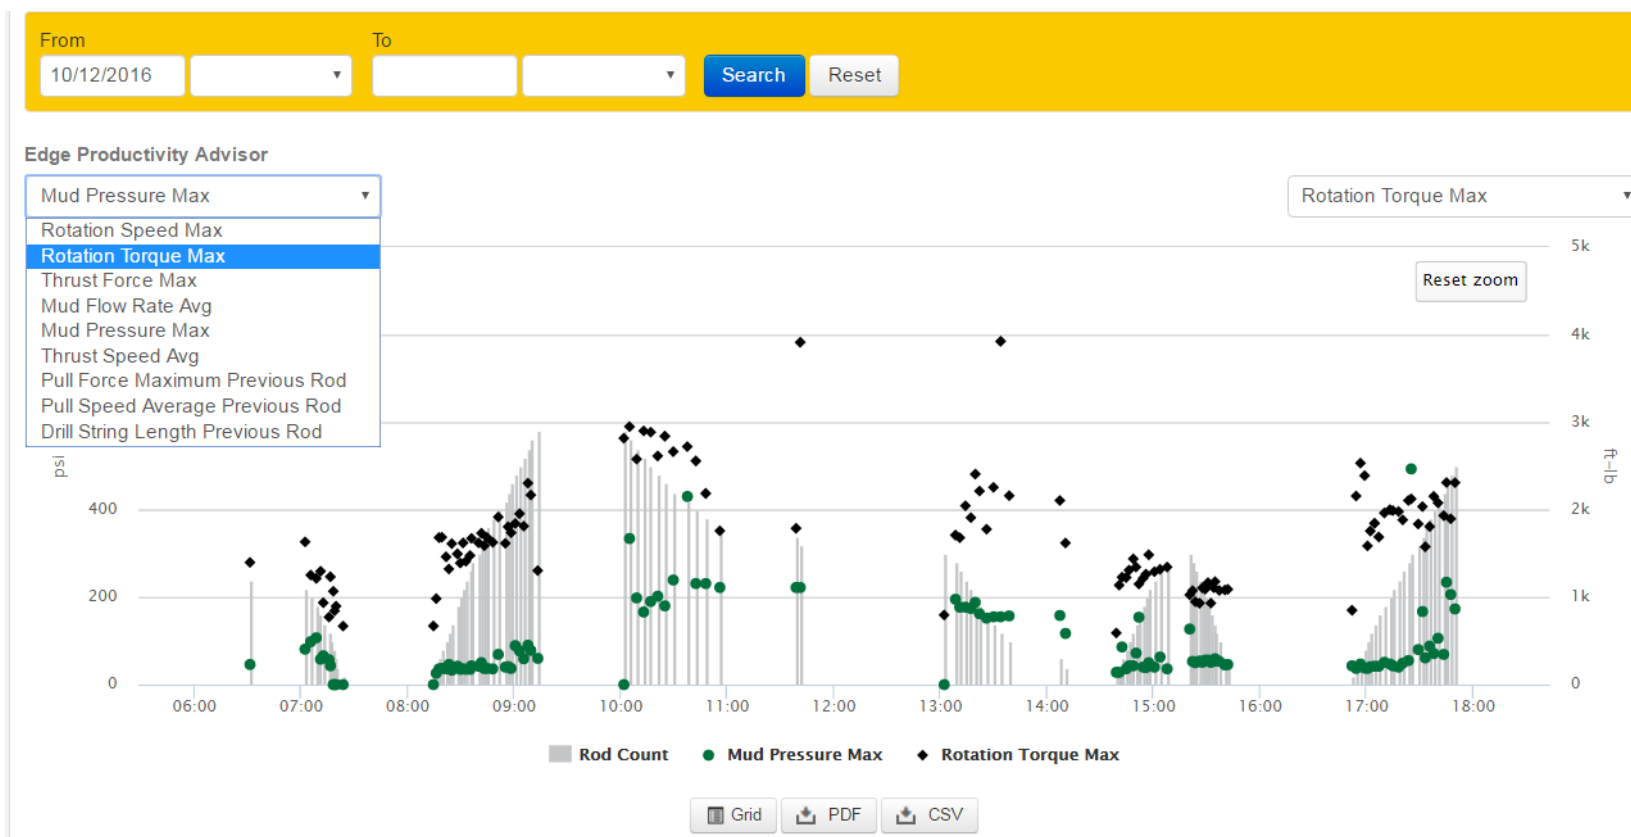 From To
10/12/2016 Search Reset
Edge Productivity Advisor
Mud Pressure Max Rotation Torque Max
Rotation Speed Max
Rotation Torque Max
Thrust Force Max
Mud Flow Rate Avg
Mud Pressure Max
Thrust Speed Avg
Pull Force Maximum Previous Rod
Pull Speed Average Previous Rod
Drill String Length Previous Rod
5k
Reset zoom
4k
3k
psi
ft-lb
400 2k
200 1k
0 0
06:00 07:00 08:00 09:00 10:00 11:00 12:00 13:00 14:00 15:00 16:00 17:00 18:00
Rod Count Mud Pressure Max Rotation Torque Max
Grid PDF CSV